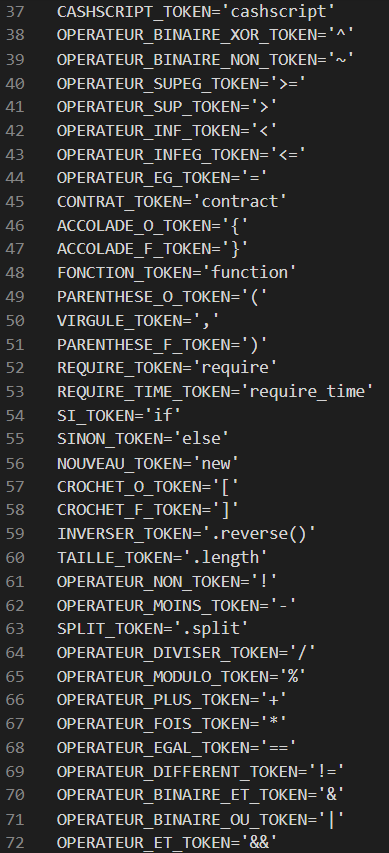 37 CASHSCRIPT_TOKEN='cashscript'
38 OPERATEUR_BINAIRE_XOR_TOKEN='^'
39 OPERATEUR_BINAIRE_NON_TOKEN='~'
40 OPERATEUR_SUPEG_TOKEN='>='
41 OPERATEUR_SUP_TOKEN='>'
42 OPERATEUR_INF_TOKEN='<'
43 OPERATEUR_INFEG_TOKEN='<='
44 OPERATEUR_EG_TOKEN='='
45 CONTRAT_TOKEN='contract'
46 ACCOLADE_O_TOKEN='{'
47 ACCOLADE_F_TOKEN='}'
48 FONCTION_TOKEN='function'
49 PARENTHESE_O_TOKEN='('
50 VIRGULE_TOKEN=','
51 PARENTHESE_F_TOKEN=')'
52 REQUIRE_TOKEN='require'
53 REQUIRE_TIME_TOKEN='require_time'
54 SI_TOKEN='if'
55 SINON_TOKEN='else'
56 NOUVEAU_TOKEN='new'
57 CROCHET_O_TOKEN='['
58 CROCHET_F_TOKEN=']'
59 INVERSER_TOKEN='.reverse()'
60 TAILLE_TOKEN='.length'
61 OPERATEUR_NON_TOKEN='!'
62 OPERATEUR_MOINS_TOKEN='-'
63 SPLIT_TOKEN='.split'
64 OPERATEUR_DIVISER_TOKEN='/'
65 OPERATEUR_MODULO_TOKEN='%'
66 OPERATEUR_PLUS_TOKEN='+'
67 OPERATEUR_FOIS_TOKEN='*'
68 OPERATEUR_EGAL_TOKEN='=='
69 OPERATEUR_DIFFERENT_TOKEN='!='
70 OPERATEUR_BINAIRE_ET_TOKEN='&'
71 OPERATEUR_BINAIRE_OU_TOKEN='|'
72 OPERATEUR_ET_TOKEN='&&'